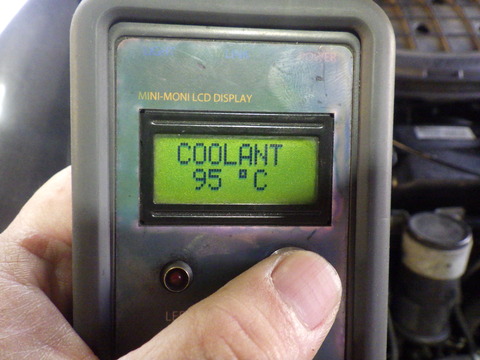 MINI-MONI LCD DISPLAY
COOLANT
95 °C